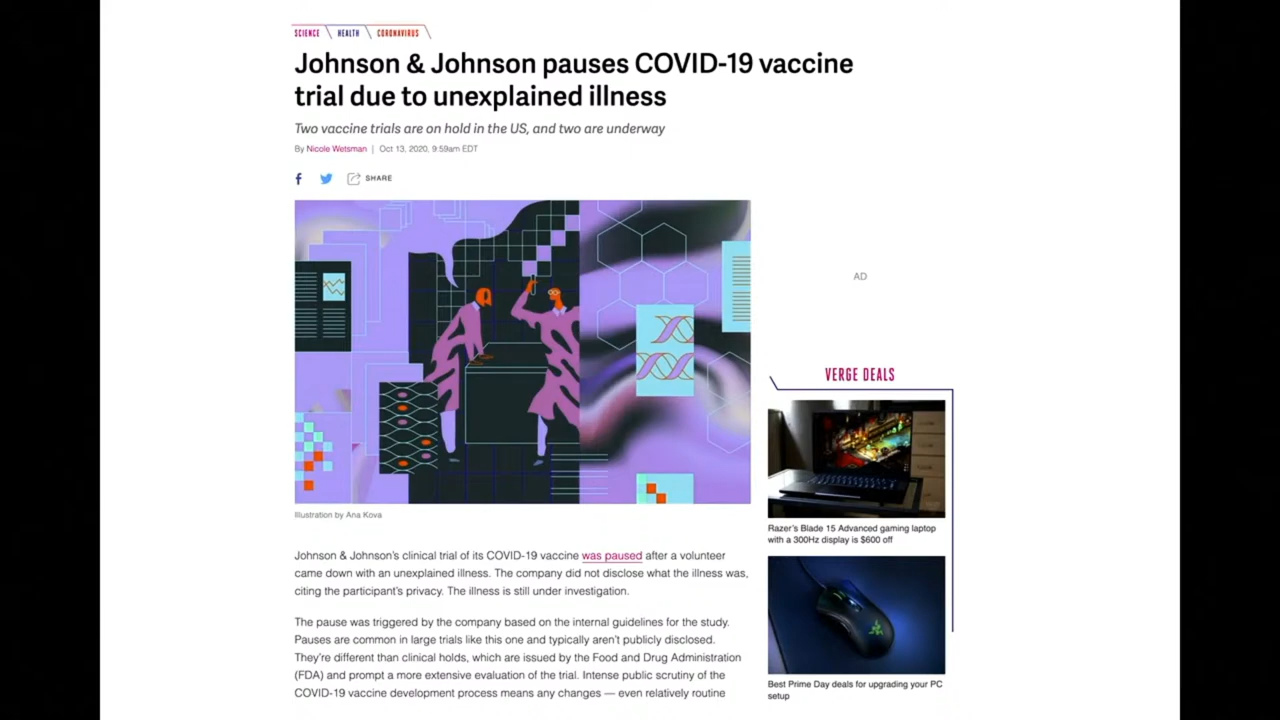 SCIENCE HEALTH CORONAVIRUS
Johnson & Johnson pauses COVID-19 vaccine
trial due to unexplained illness
Two vaccine trials are on hold in the US, and two are underway
By Nicole Wetsman | Oct 13, 2020, 9:59am EDT
SHARE
AD
Illustration by Ana Kova
Johnson & Johnson's clinical trial of its COVID-19 vaccine was paused after a volunteer
came down with an unexplained illness. The company did not disclose what the illness was,
citing the participant's privacy. The illness is still under investigation.
The pause was triggered by the company based on the internal guidelines for the study.
Pauses are common in large trials like this one and typically aren't publicly disclosed.
They're different than clinical holds, which are issued by the Food and Drug Administration
(FDA) and prompt a more extensive evaluation of the trial. Intense public scrutiny of the
COVID-19 vaccine development process means any changes — even relatively routine
VERGE DEALS
Razer's Blade 15 Advanced gaming laptop
with a 300Hz display is $600 off
Best Prime Day deals for upgrading your PC
setup